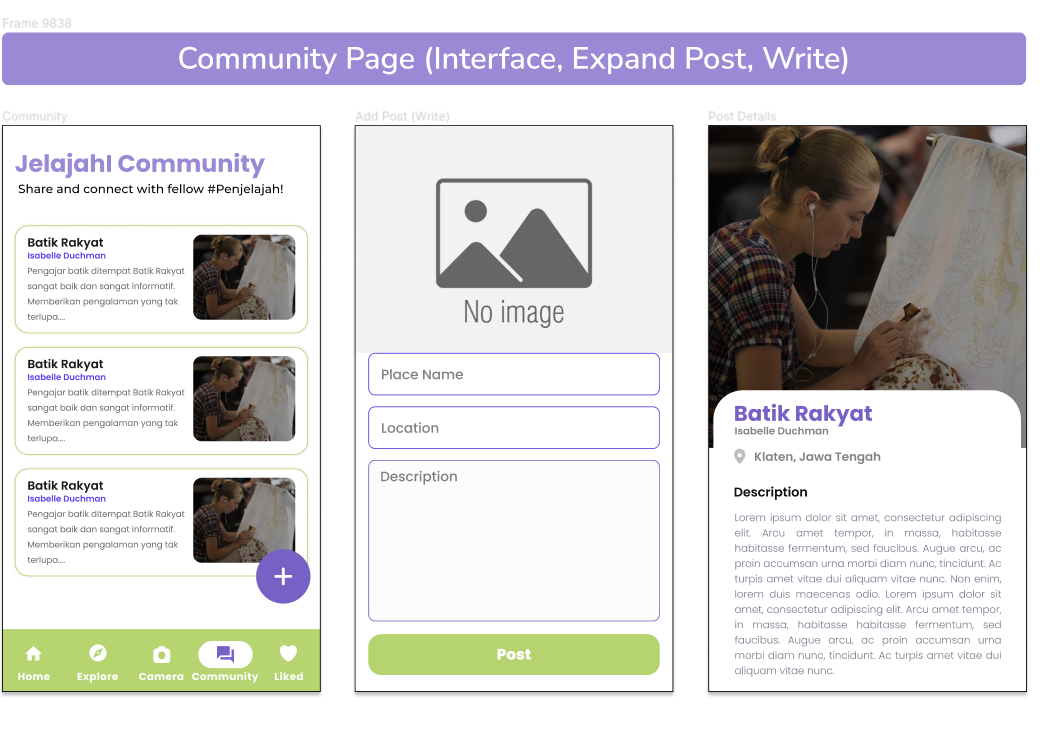 Frame 9838
Community Page (Interface, Expand Post, Write)
Community
JelajahI Community
Share and connect with fellow #Penjelajah!
Batik Rakyat
Isabelle Duchman
Pengajar batik ditempat Batik Rakyat
sangat baik dan sangat informatif.
Memberikan pengalaman yang tak
terlupa....
Batik Rakyat
Isabelle Duchman
Pengajar batik ditempat Batik Rakyat
sangat baik dan sangat informatif.
Memberikan pengalaman yang tak
terlupa....
Batik Rakyat
Isabelle Duchman
Pengajar batik ditempat Batik Rakyat
sangat baik dan sangat informatif.
Memberikan pengalaman yang tak
terlupa....
+
Home Explore Camera Community Liked
Add Post (Write)
No image
Place Name
Location
Description
Post
Post Details
Batik Rakyat
Isabelle Duchman
Klaten, Jawa Tengah
Description
Lorem ipsum dolor sit amet, consectetur adipiscing
elit. Arcu amet tempor, in massa, habitasse
habitasse fermentum, sed faucibus. Augue arcu, ac
proin accumsan urna morbi diam nunc, tincidunt. Ac
turpis amet vitae dui aliquam vitae nunc. Non enim,
lorem duis maecenas odio. Lorem ipsum dolor sit
amet, consectetur adipiscing elit. Arcu amet tempor,
in massa, habitasse habitasse fermentum, sed
faucibus. Augue arcu, ac proin accumsan urna
morbi diam nunc, tincidunt. Ac turpis amet vitae dui
aliquam vitae nunc.